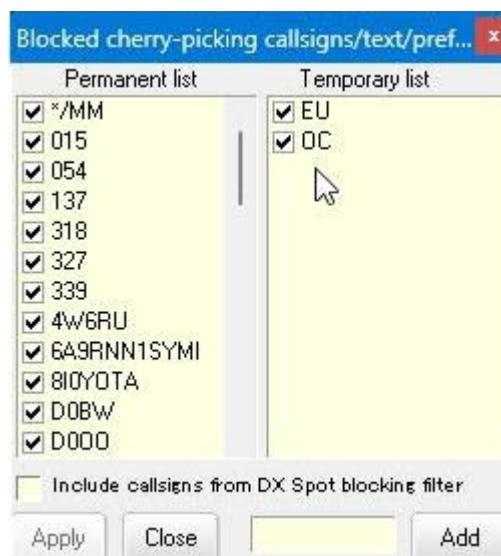 Blocked cherry-picking callsigns/text/pref... x
Permanent list
*/MM
015
054
137
318
327
339
4W6RU
6A9RNN1SYMI
8I0YOTA
D0BW
D0OO
Temporary list
EU
OC
Include callsigns from DX Spot blocking filter
Apply Close Add